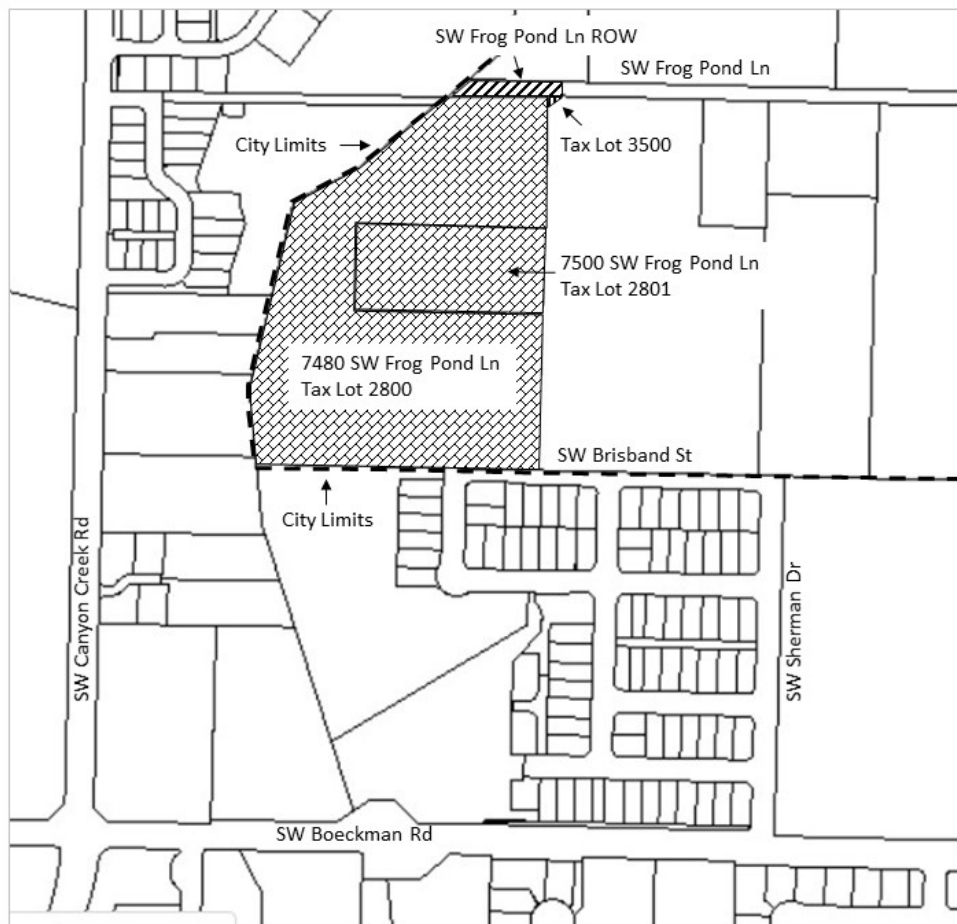 SW Frog Pond Ln ROW
SW Frog Pond Ln
City Limits
Tax Lot 3500
7500 SW Frog Pond Ln
Tax Lot 2801
7480 SW Frog Pond Ln
Tax Lot 2800
SW Brisband St
City Limits
SW Canyon Creek Rd
SW Sherman Dr
SW Boeckman Rd